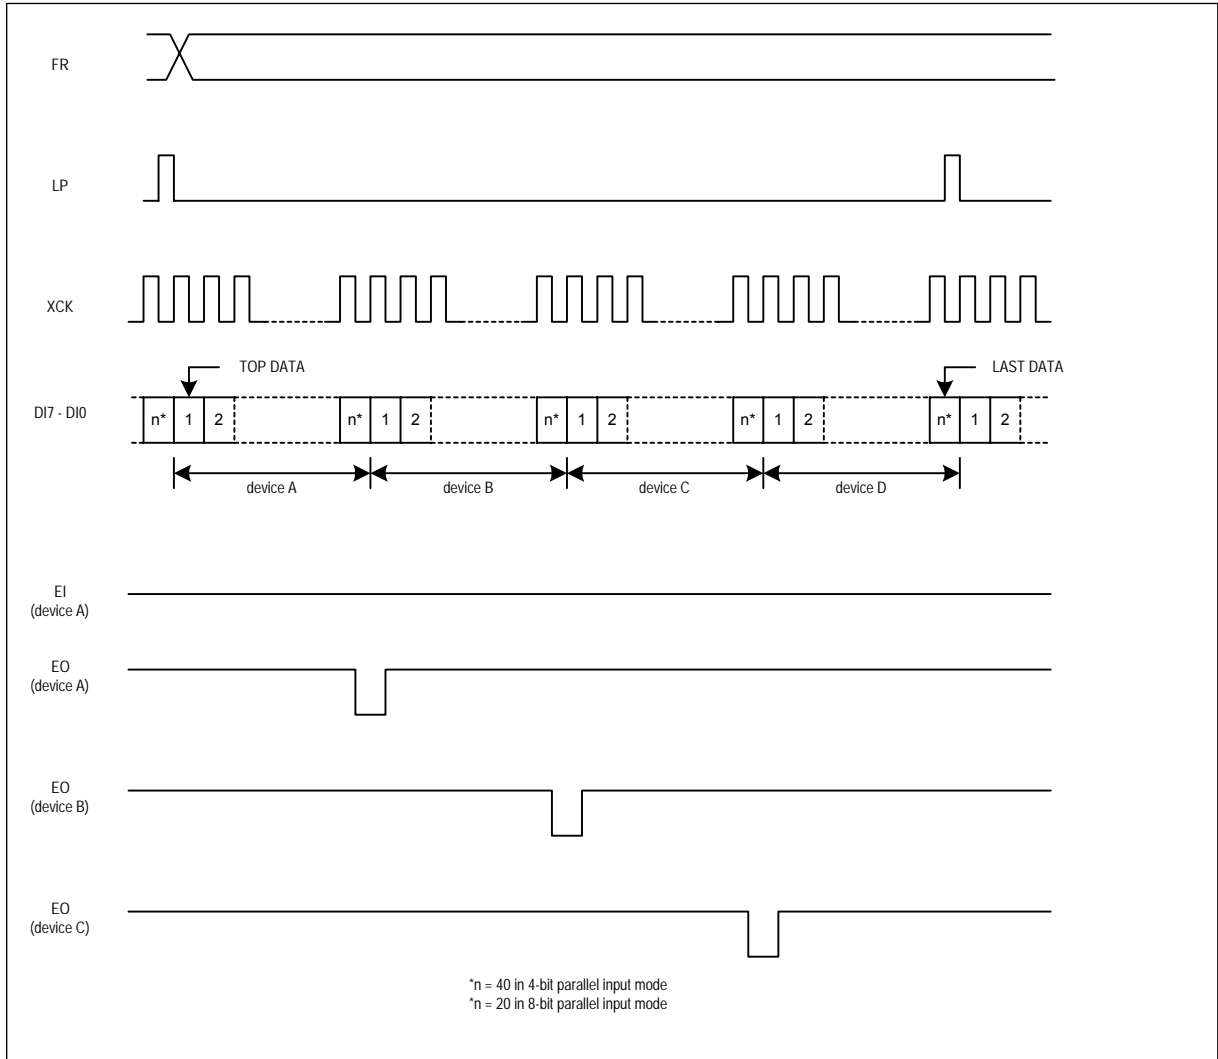 FR
LP
XCK
TOP DATA
LAST DATA
DI7 - DI0
n* 1 2 n* 1 2 n* 1 2 n* 1 2 n* 1 2
device A device B device C device D
EI
(device A)
EO
(device A)
EO
(device B)
EO
(device C)
*n = 40 in 4-bit parallel input mode
*n = 20 in 8-bit parallel input mode